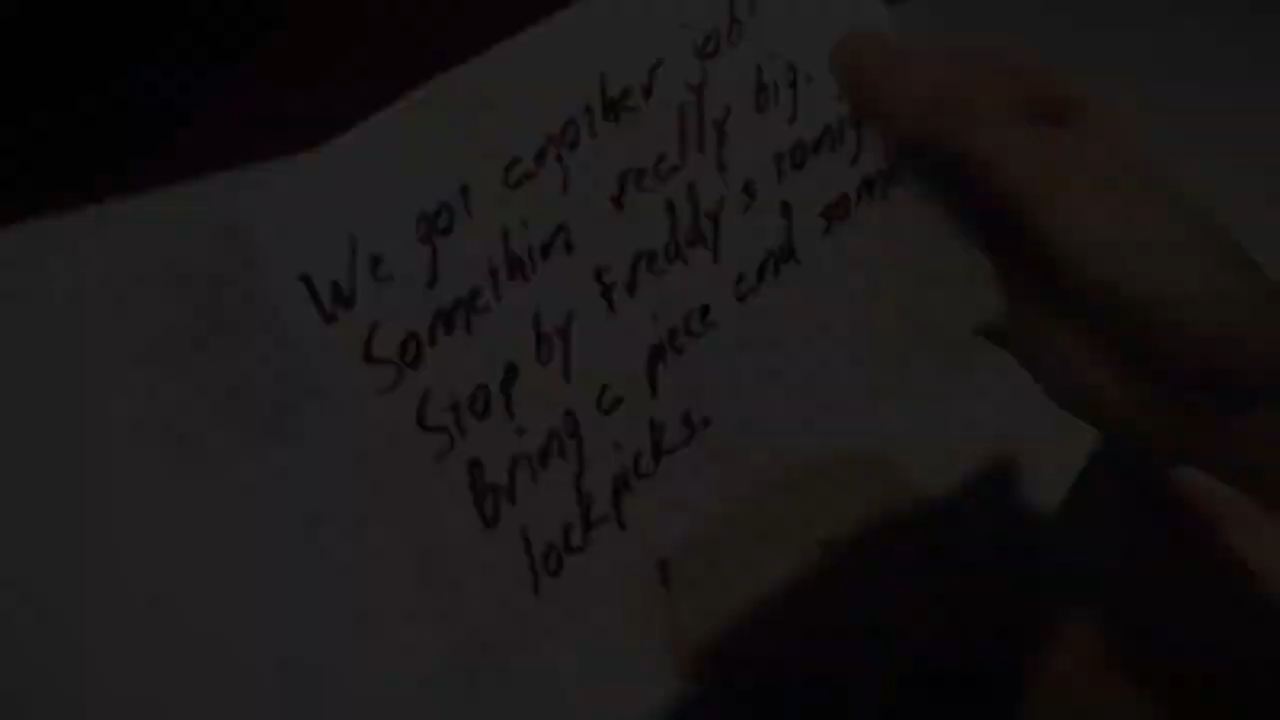 We got another job
Somethin really big.
Stop by Freddy's
Bring a piece and some
lockpicks.